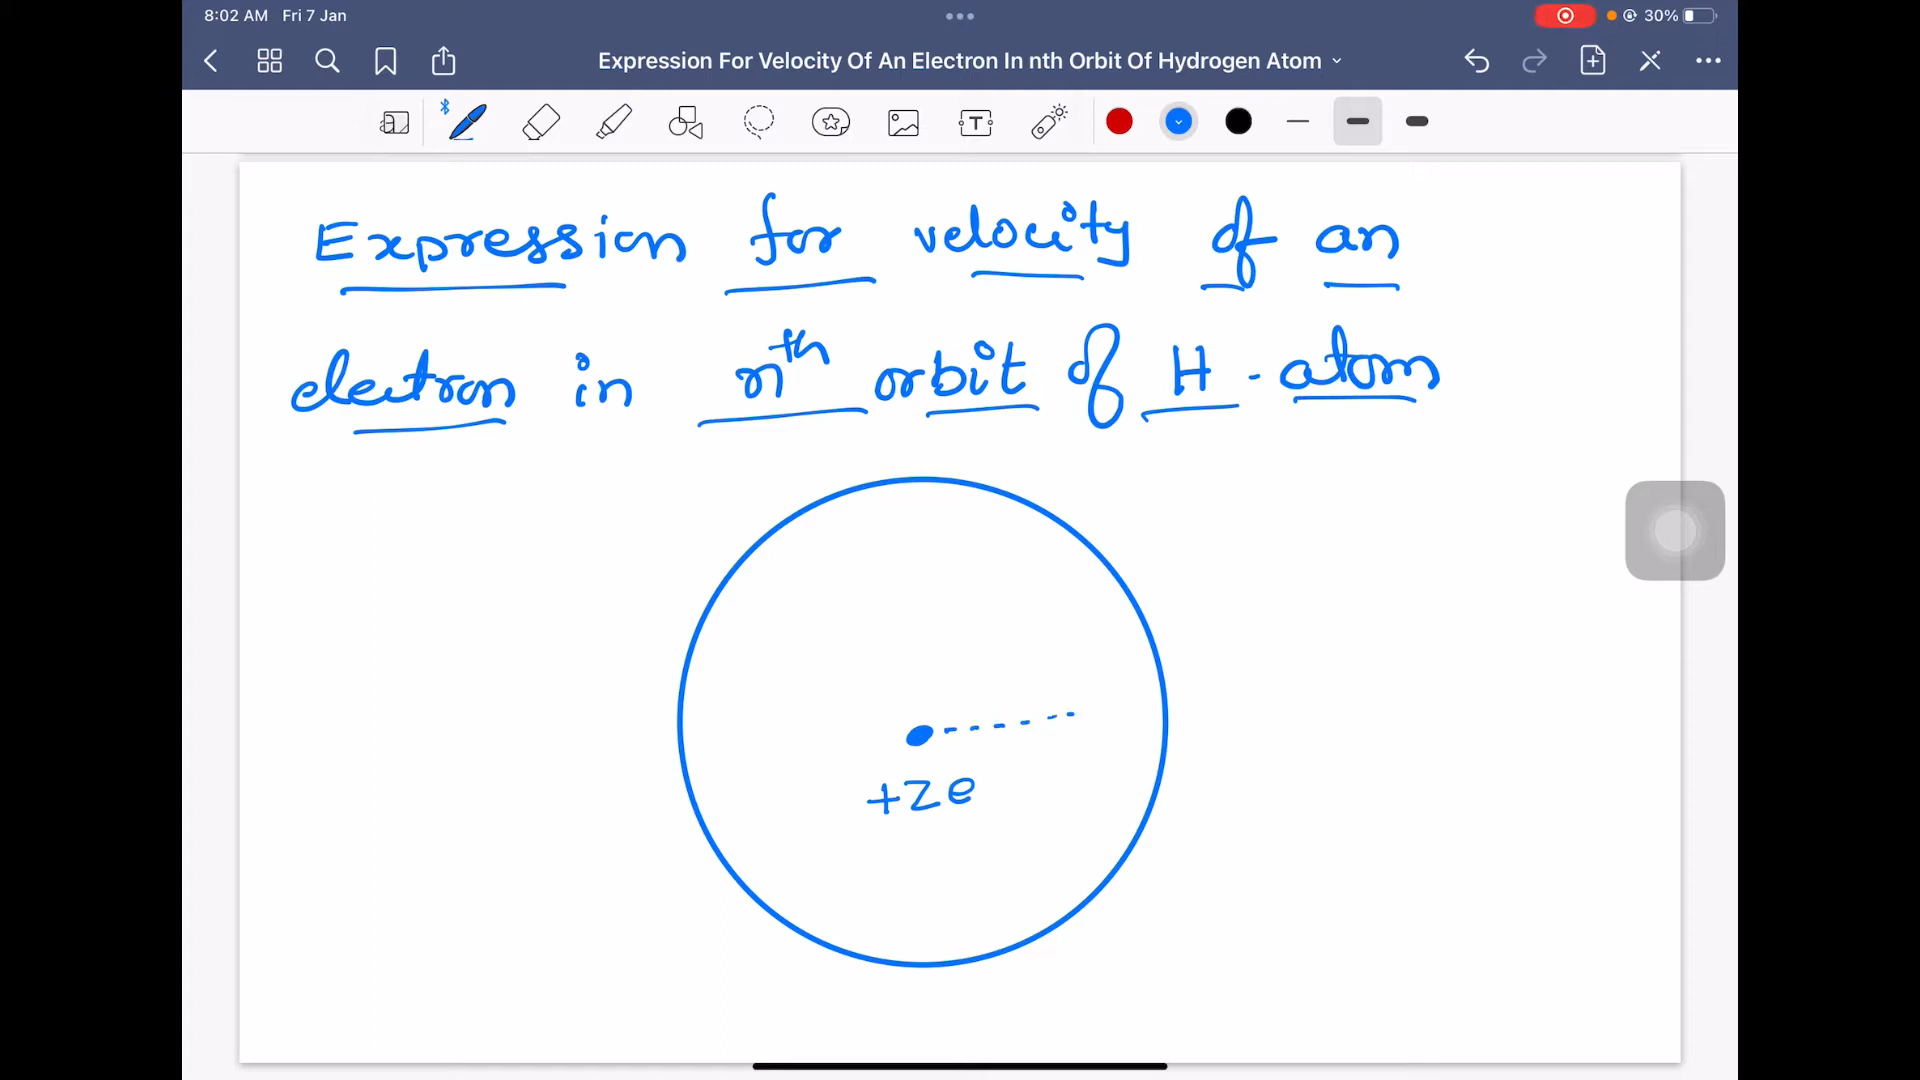 8:02 AM Fri 7 Jan
30%
Expression For Velocity Of An Electron In nth Orbit Of Hydrogen Atom
T
Expression for velocity of an
electron in nth orbit of H-atom
+Ze